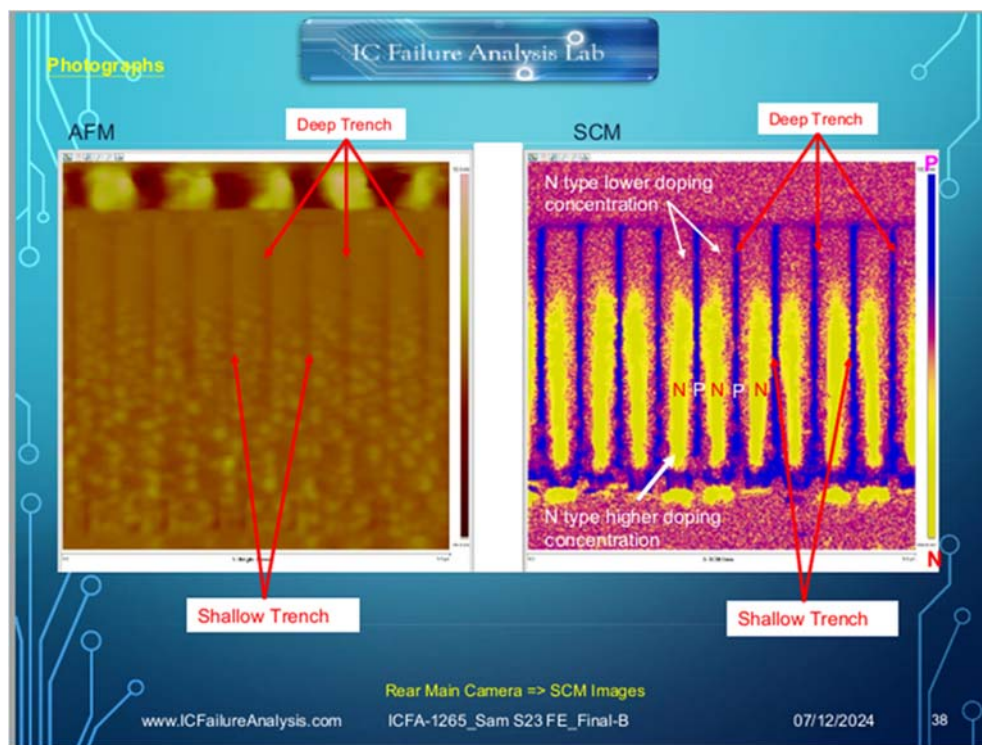 IC Failure Analysis Lab
Photographs
AFM
Deep Trench
SCM
Deep Trench
P
N type lower doping
concentration
N P N P N
N type higher doping
concentration
N
Shallow Trench
Shallow Trench
Rear Main Camera => SCM Images
www.ICFailureAnalysis.com
ICFA-1265_Sam S23 FE_Final-B
07/12/2024
38